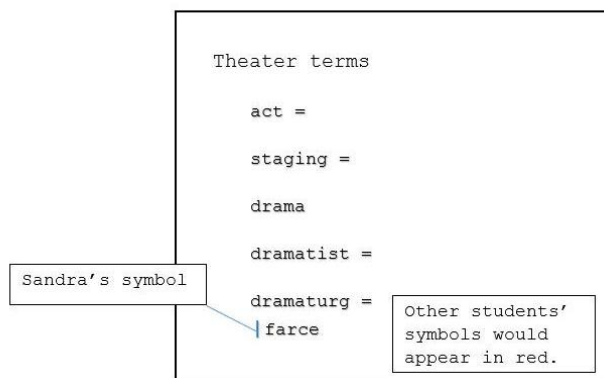 Theater terms
act =
staging =
drama
dramatist =
Sandra's symbol
dramaturg =
farce
Other students'
symbols would
appear in red.